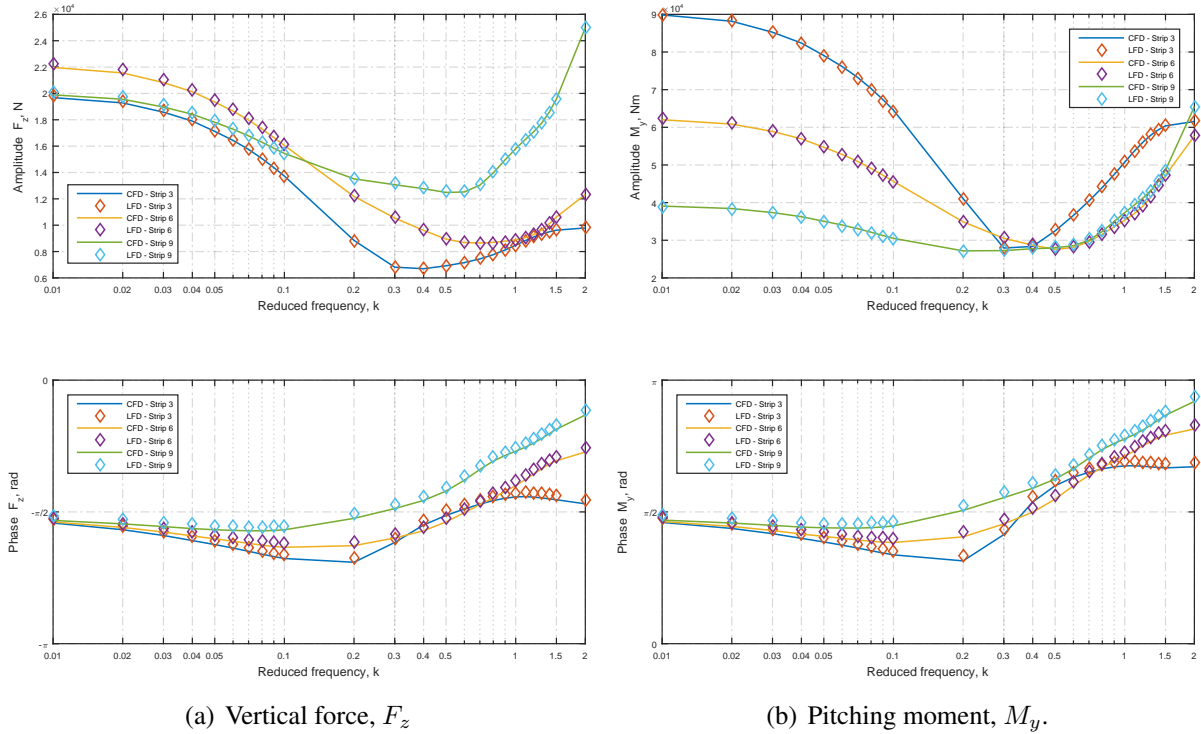 ×10⁴
2.6
2.4
2.2
20
1.8
1.6
1.4
1.2
10
0.8
0.6
Amplitude F_z, N
CFD - Strip 3
LFD - Strip 3
CFD - Strip 6
LFD - Strip 6
CFD - Strip 9
LFD - Strip 9
0.01 0.02 0.03 0.04 0.05 0.1 0.2 0.3 0.4 0.5 1 1.5 2
Reduced frequency, k
×10⁴
90
8
7
60
50
4
30
2
Amplitude M_y, Nm
CFD - Strip 3
LFD - Strip 3
CFD - Strip 6
LFD - Strip 6
CFD - Strip 9
LFD - Strip 9
0.01 0.02 0.03 0.04 0.05 0.1 0.2 0.3 0.4 0.5 1 1.5 2
Reduced frequency, k
0
-π/2
-π
Phase F_z, rad
CFD - Strip 3
LFD - Strip 3
CFD - Strip 6
LFD - Strip 6
CFD - Strip 9
LFD - Strip 9
0.01 0.02 0.03 0.04 0.05 0.1 0.2 0.3 0.4 0.5 1 1.5 2
Reduced frequency, k
π
π/2
0
Phase M_y, rad
CFD - Strip 3
LFD - Strip 3
CFD - Strip 6
LFD - Strip 6
CFD - Strip 9
LFD - Strip 9
0.01 0.02 0.03 0.04 0.05 0.1 0.2 0.3 0.4 0.5 1 1.5 2
Reduced frequency, k
(a) Vertical force, F_z
(b) Pitching moment, M_y.